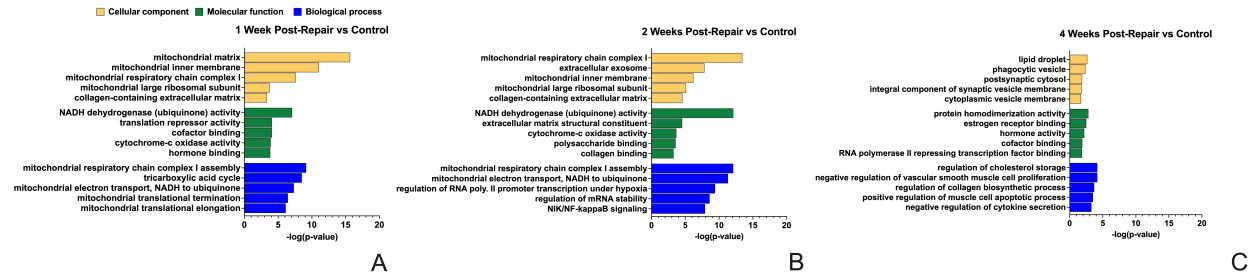 Cellular component Molecular function Biological process
1 Week Post-Repair vs Control
mitochondrial matrix
mitochondrial inner membrane
mitochondrial respiratory chain complex I
mitochondrial large ribosomal subunit
collagen-containing extracellular matrix
NADH dehydrogenase (ubiquinone) activity
translation repressor activity
cofactor binding
cytochrome-c oxidase activity
hormone binding
mitochondrial respiratory chain complex I assembly
tricarboxylic acid cycle
mitochondrial electron transport, NADH to ubiquinone
mitochondrial translational termination
mitochondrial translational elongation
0 5 10 15 20
-log(p-value)
A
2 Weeks Post-Repair vs Control
mitochondrial respiratory chain complex I
extracellular exosome
mitochondrial inner membrane
mitochondrial large ribosomal subunit
collagen-containing extracellular matrix
NADH dehydrogenase (ubiquinone) activity
extracellular matrix structural constituent
cytochrome-c oxidase activity
polysaccharide binding
collagen binding
mitochondrial respiratory chain complex I assembly
mitochondrial electron transport, NADH to ubiquinone
regulation of RNA poly. II promoter transcription under hypoxia
regulation of mRNA stability
NIK/NF-kappaB signaling
0 5 10 15 20
-log(p-value)
B
4 Weeks Post-Repair vs Control
lipid droplet
phagocytic vesicle
postsynaptic cytosol
integral component of synaptic vesicle membrane
cytoplasmic vesicle membrane
protein homodimerization activity
estrogen receptor binding
hormone activity
cofactor binding
RNA polymerase II repressing transcription factor binding
regulation of cholesterol storage
negative regulation of vascular smooth muscle cell proliferation
regulation of collagen biosynthetic process
positive regulation of muscle cell apoptotic process
negative regulation of cytokine secretion
0 5 10 15 20
-log(p-value)
C